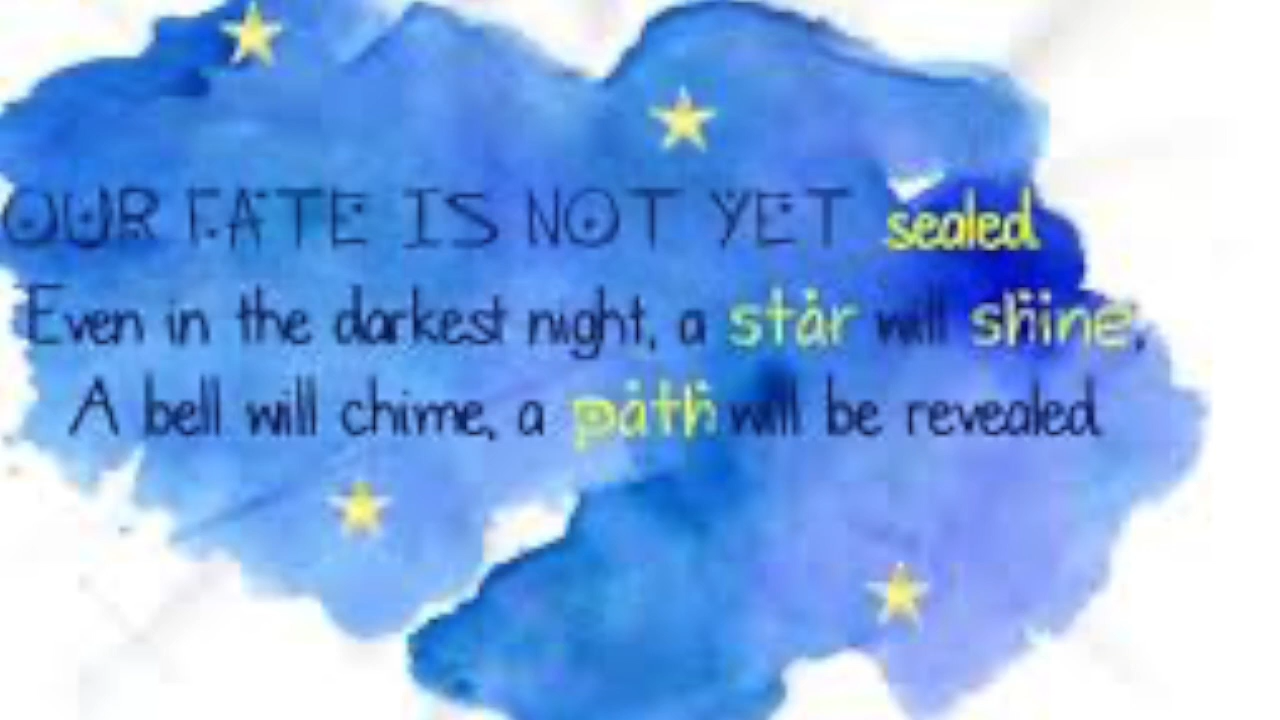 OUR FATE IS NOT YET sealed.
Even in the darkest night, a star will shine,
A bell will chime, a path will be revealed.